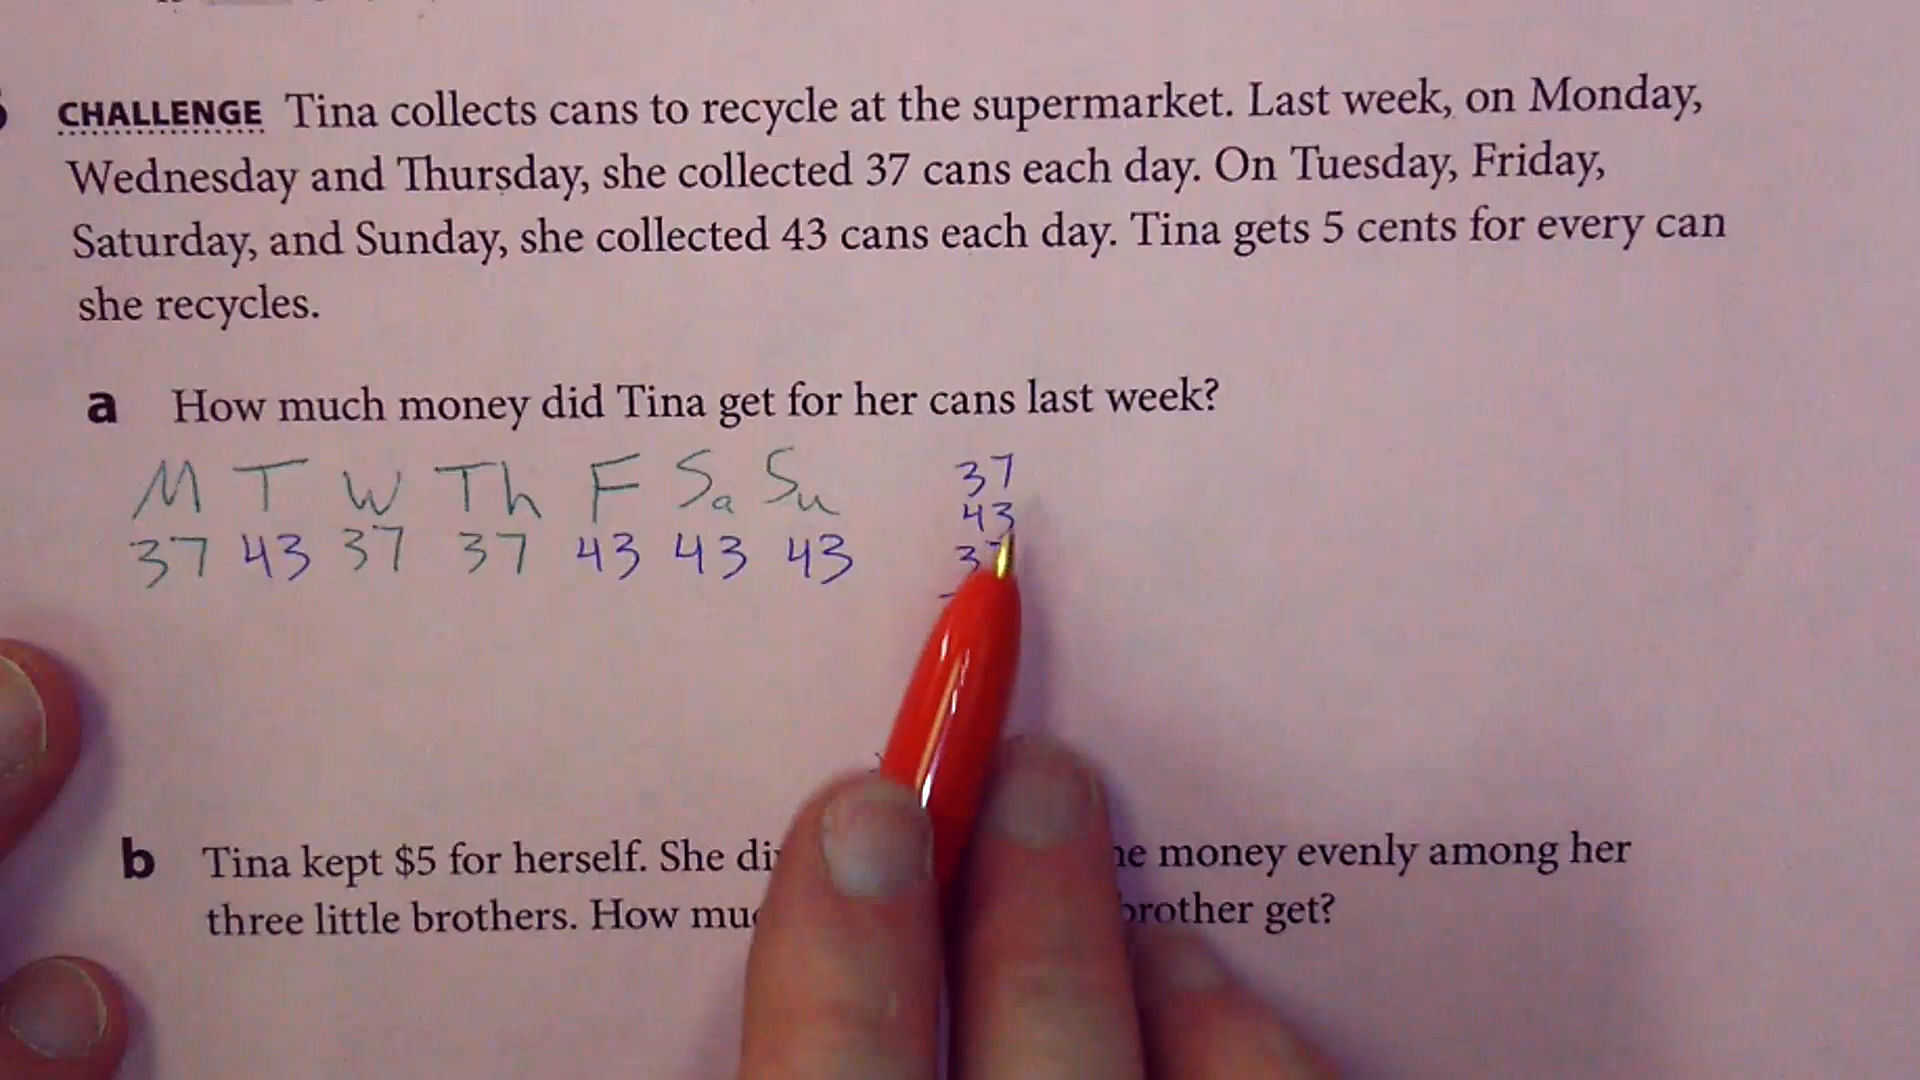 CHALLENGE Tina collects cans to recycle at the supermarket. Last week, on Monday,
Wednesday and Thursday, she collected 37 cans each day. On Tuesday, Friday,
Saturday, and Sunday, she collected 43 cans each day. Tina gets 5 cents for every can
she recycles.
a How much money did Tina get for her cans last week?
M T W Th F Sa Su
37 43 37 37 43 43 43
37
43
3
b Tina kept $5 for herself. She money evenly among her
three little brothers. How get?